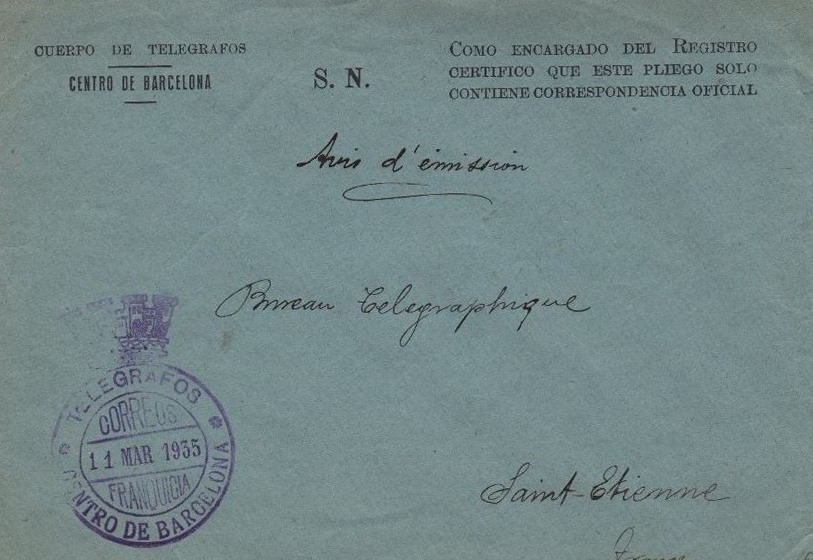 CUERPO DE TELEGRAFOS
CENTRO DE BARCELONA
S. N.
COMO ENCARGADO DEL REGISTRO
CERTIFICO QUE ESTE PLIEGO SOLO
CONTIENE CORRESPONDENCIA OFICIAL
Avis d'émission
Bureau Telegraphique
TELEGRAFOS
CORREOS
11 MAR 1935
FRANQUICIA
CENTRO DE BARCELONA
Saint-Etienne
France